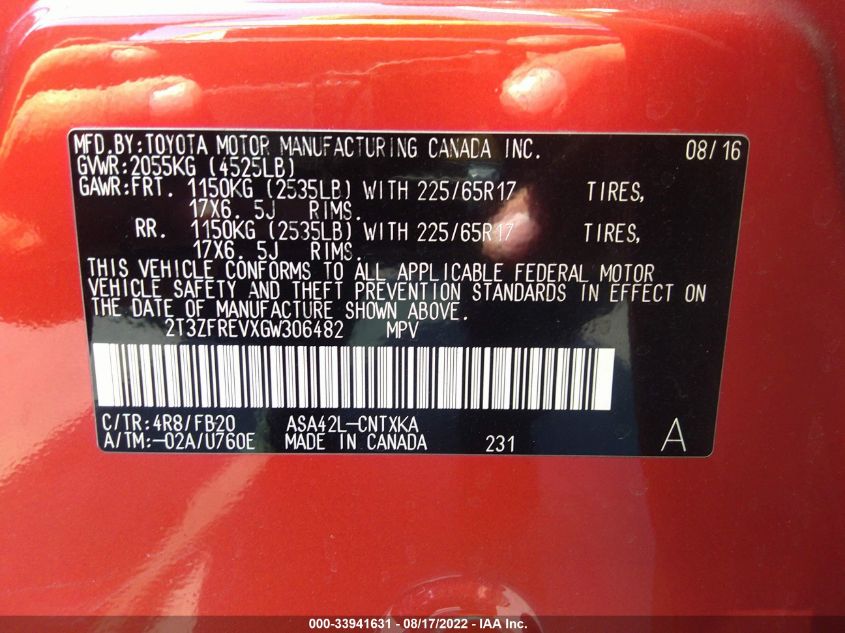 MFD.BY:TOYOTA MOTOR MANUFACTURING CANADA INC. 08/16
GVWR:2055KG (4525LB)
GAWR:FRT. 1150KG (2535LB) WITH 225/65R17 TIRES,
17X6.5J RIMS.
RR. 1150KG (2535LB) WITH 225/65R17 TIRES,
17X6.5J RIMS.
THIS VEHICLE CONFORMS TO ALL APPLICABLE FEDERAL MOTOR
VEHICLE SAFETY AND THEFT PREVENTION STANDARDS IN EFFECT ON
THE DATE OF MANUFACTURE SHOWN ABOVE.
2T3ZFREVXGW306482 MPV
C/TR:4R8/FB20 ASA42L-CNTXKA
A/TM:-02A/U760E MADE IN CANADA 231 A
000-33941631 - 08/17/2022 - IAA Inc.